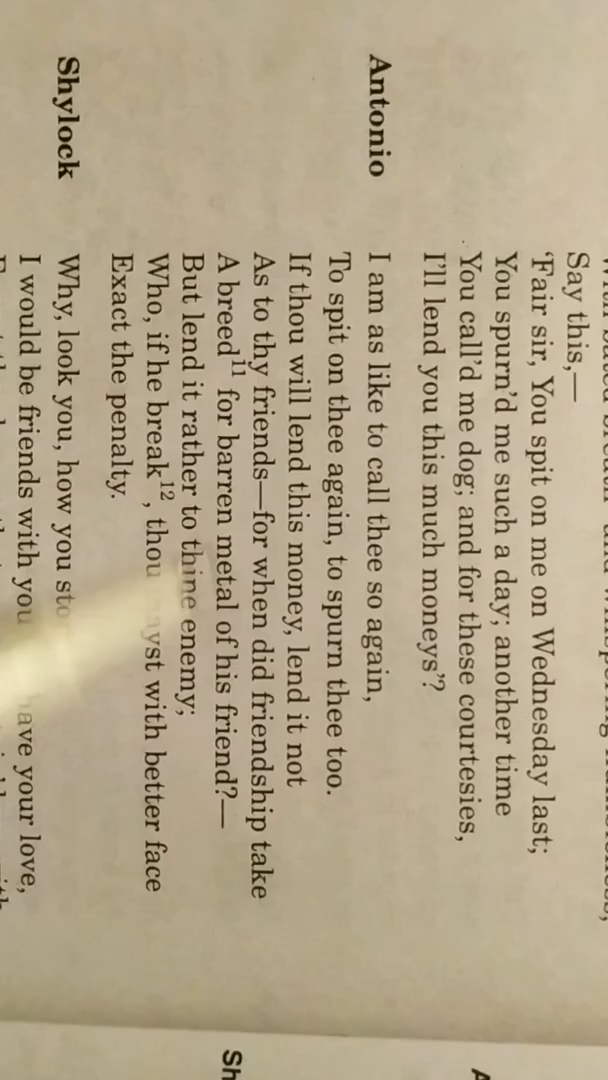 Say this,—
‘Fair sir, You spit on me on Wednesday last;
You spurn’d me such a day; another time
You call’d me dog; and for these courtesies,
I’ll lend you this much moneys’?
Antonio I am as like to call thee so again,
To spit on thee again, to spurn thee too.
If thou will lend this money, lend it not
As to thy friends—for when did friendship take
A breed¹¹ for barren metal of his friend?—
But lend it rather to thine enemy;
Who, if he break¹², thou with better face
Exact the penalty.
Shylock Why, look you, how you
I would be friends with you your love,